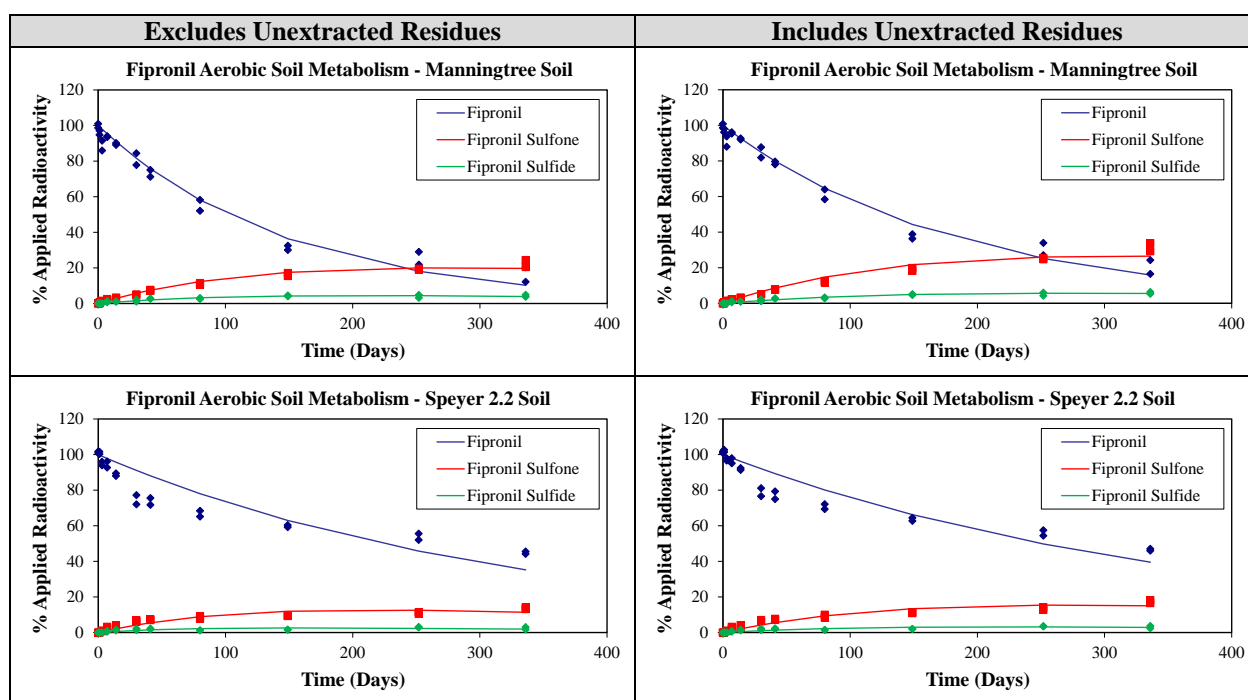 Excludes Unextracted Residues
Includes Unextracted Residues
Fipronil Aerobic Soil Metabolism - Manningtree Soil
120
100
80
60
40
20
0
% Applied Radioactivity
Fipronil
Fipronil Sulfone
Fipronil Sulfide
0 100 200 300 400
Time (Days)
Fipronil Aerobic Soil Metabolism - Manningtree Soil
120
100
80
60
40
20
0
% Applied Radioactivity
Fipronil
Fipronil Sulfone
Fipronil Sulfide
0 100 200 300 400
Time (Days)
Fipronil Aerobic Soil Metabolism - Speyer 2.2 Soil
120
100
80
60
40
20
0
% Applied Radioactivity
Fipronil
Fipronil Sulfone
Fipronil Sulfide
0 100 200 300 400
Time (Days)
Fipronil Aerobic Soil Metabolism - Speyer 2.2 Soil
120
100
80
60
40
20
0
% Applied Radioactivity
Fipronil
Fipronil Sulfone
Fipronil Sulfide
0 100 200 300 400
Time (Days)